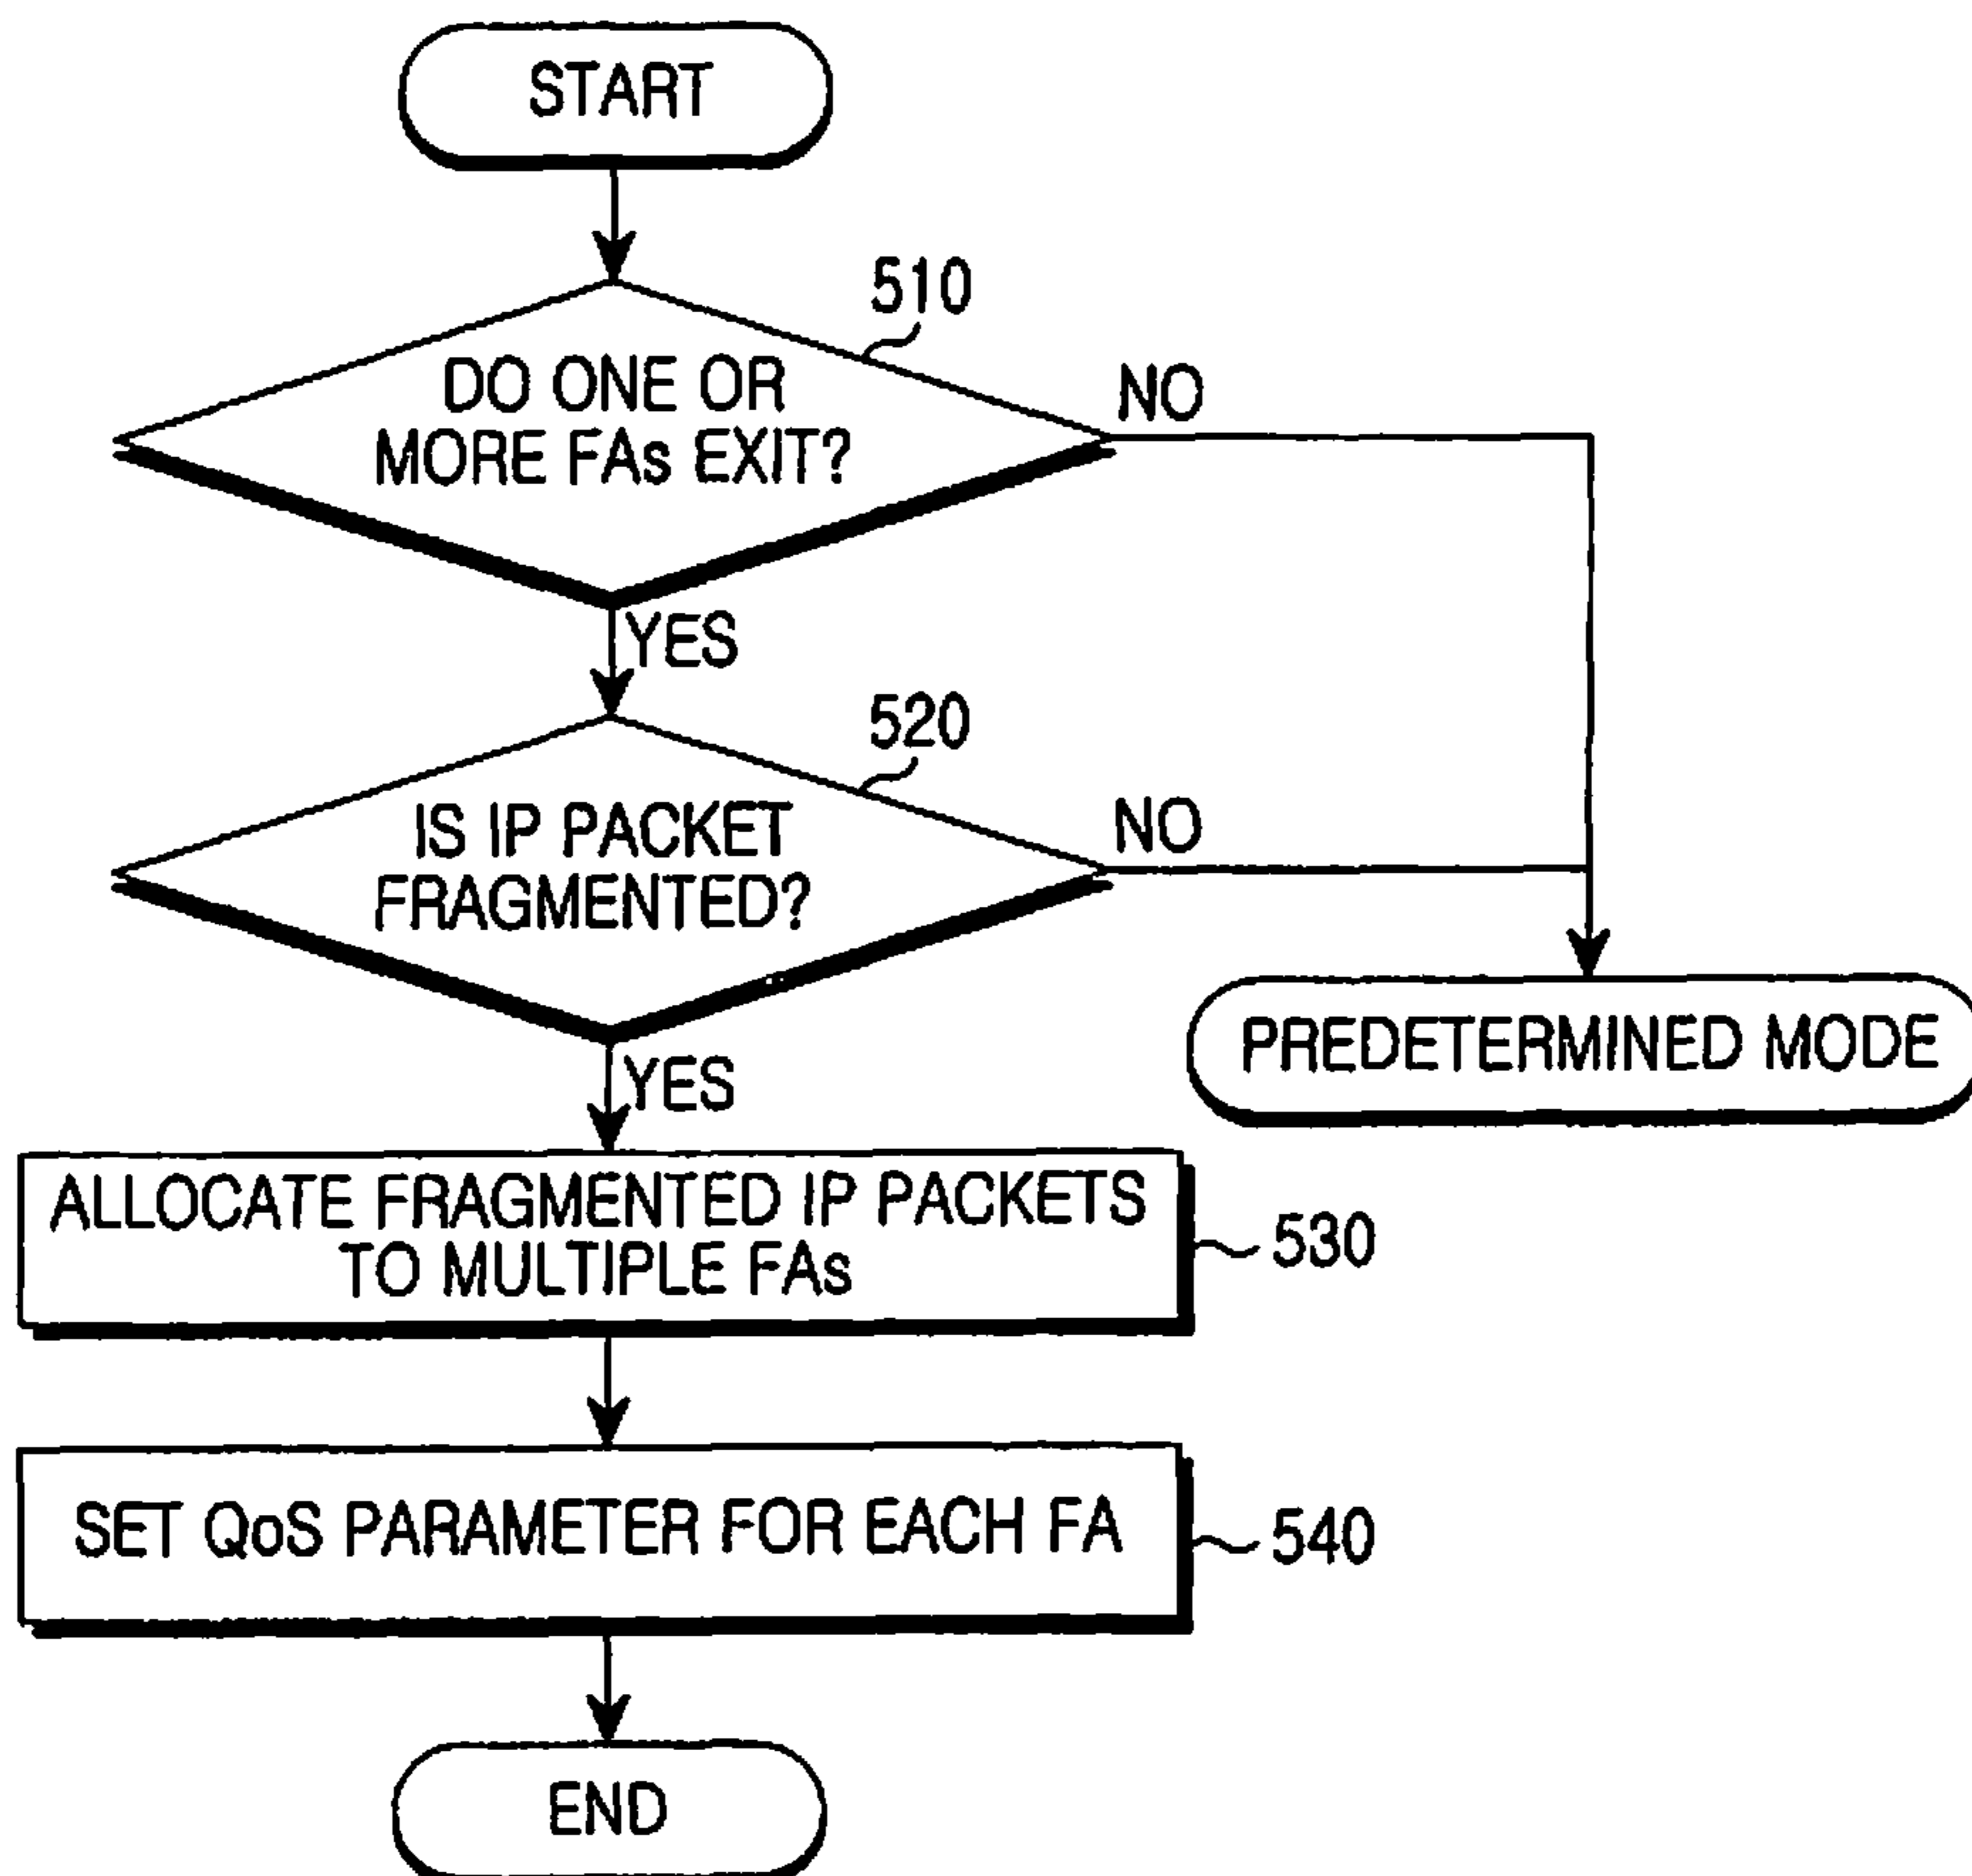 START
510
DO ONE OR
MORE FAs EXIT?
NO
YES
520
IS IP PACKET
FRAGMENTED?
NO
PREDETERMINED MODE
YES
ALLOCATE FRAGMENTED IP PACKETS
TO MULTIPLE FAs
530
SET QoS PARAMETER FOR EACH FA
540
END